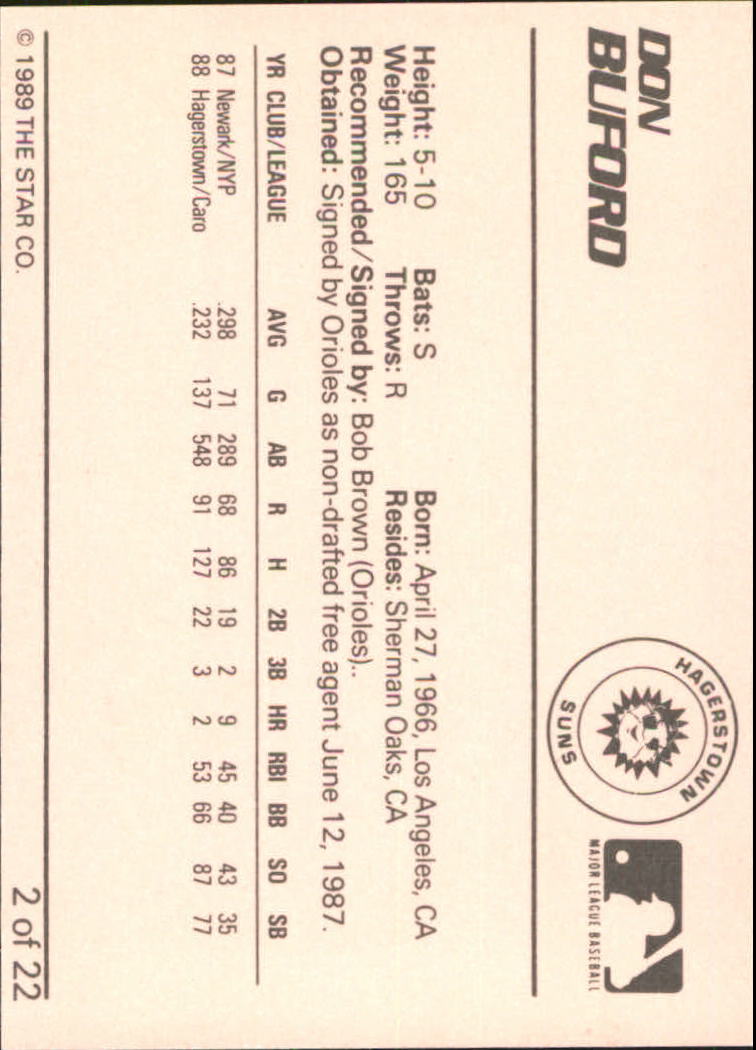 DON
BUFORD
HAGERSTOWN
SUNS
MAJOR LEAGUE BASEBALL
Height: 5-10 Bats: S Born: April 27, 1966, Los Angeles, CA
Weight: 165 Throws: R Resides: Sherman Oaks, CA
Recommended/Signed by: Bob Brown (Orioles)..
Obtained: Signed by Orioles as non-drafted free agent June 12, 1987.
YR CLUB/LEAGUE AVG G AB R H 2B 3B HR RBI BB SO SB
87 Newark/NYP .298 71 289 68 86 19 2 9 45 40 43 35
88 Hagerstown/Caro .232 137 548 91 127 22 3 2 53 66 87 77
© 1989 THE STAR CO. 2 of 22